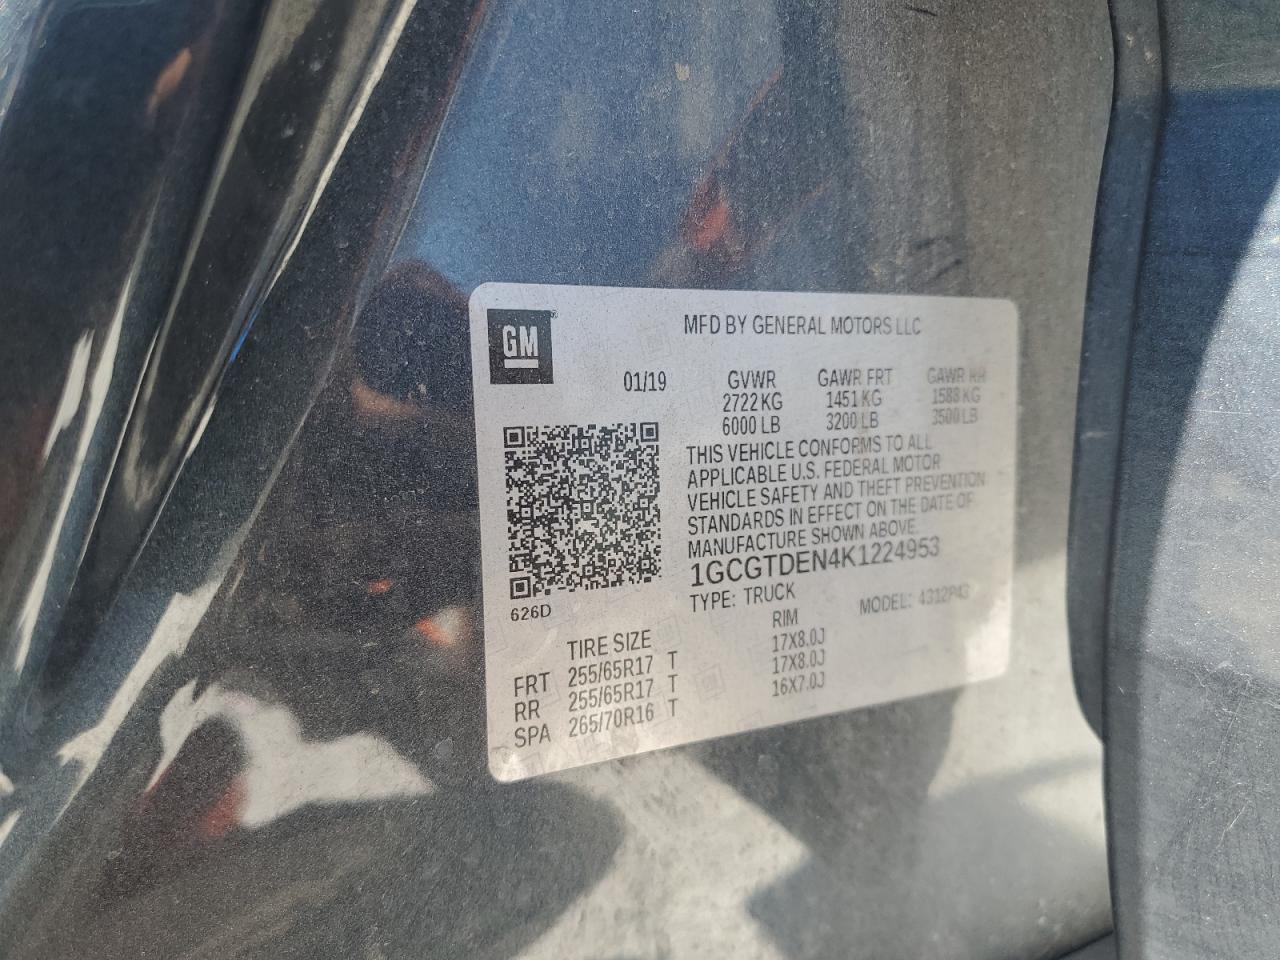 GM®
MFD BY GENERAL MOTORS LLC
01/19
GVWR GAWR FRT GAWR RR
2722 KG 1451 KG 1588 KG
6000 LB 3200 LB 3500 LB
THIS VEHICLE CONFORMS TO ALL
APPLICABLE U.S. FEDERAL MOTOR
VEHICLE SAFETY AND THEFT PREVENTION
STANDARDS IN EFFECT ON THE DATE OF
MANUFACTURE SHOWN ABOVE.
1GCGTDEN4K1224953
626D
TYPE: TRUCK MODEL: 4312P43
TIRE SIZE RIM
FRT 255/65R17 T 17X8.0J
RR 255/65R17 T 17X8.0J
SPA 265/70R16 T 16X7.0J